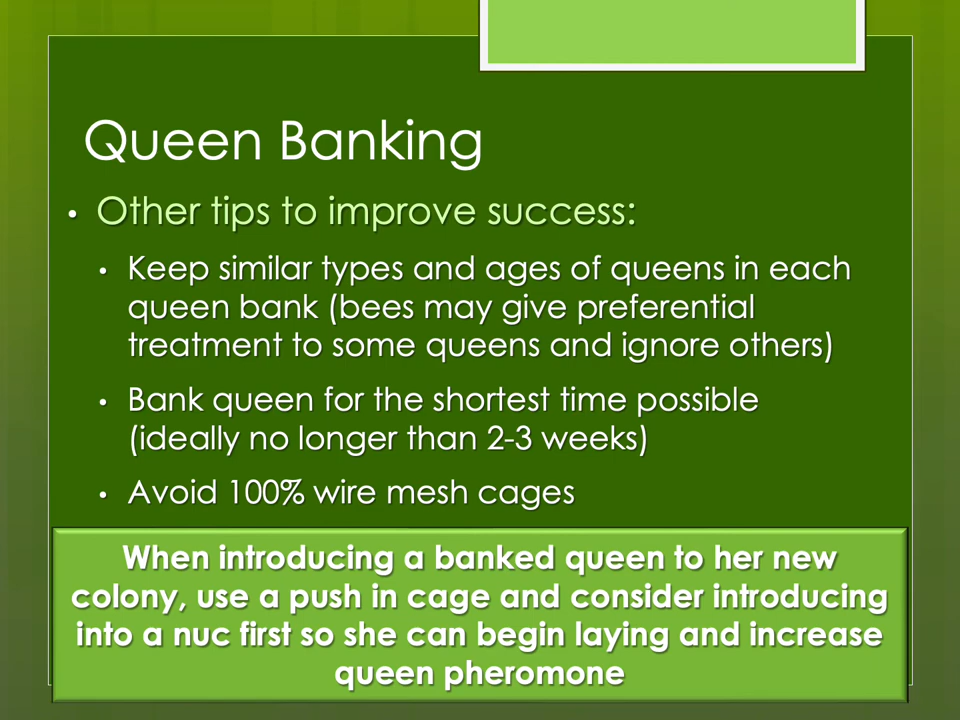 Queen Banking
• Other tips to improve success:
• Keep similar types and ages of queens in each
queen bank (bees may give preferential
treatment to some queens and ignore others)
• Bank queen for the shortest time possible
(ideally no longer than 2-3 weeks)
• Avoid 100% wire mesh cages
When introducing a banked queen to her new
colony, use a push in cage and consider introducing
into a nuc first so she can begin laying and increase
queen pheromone